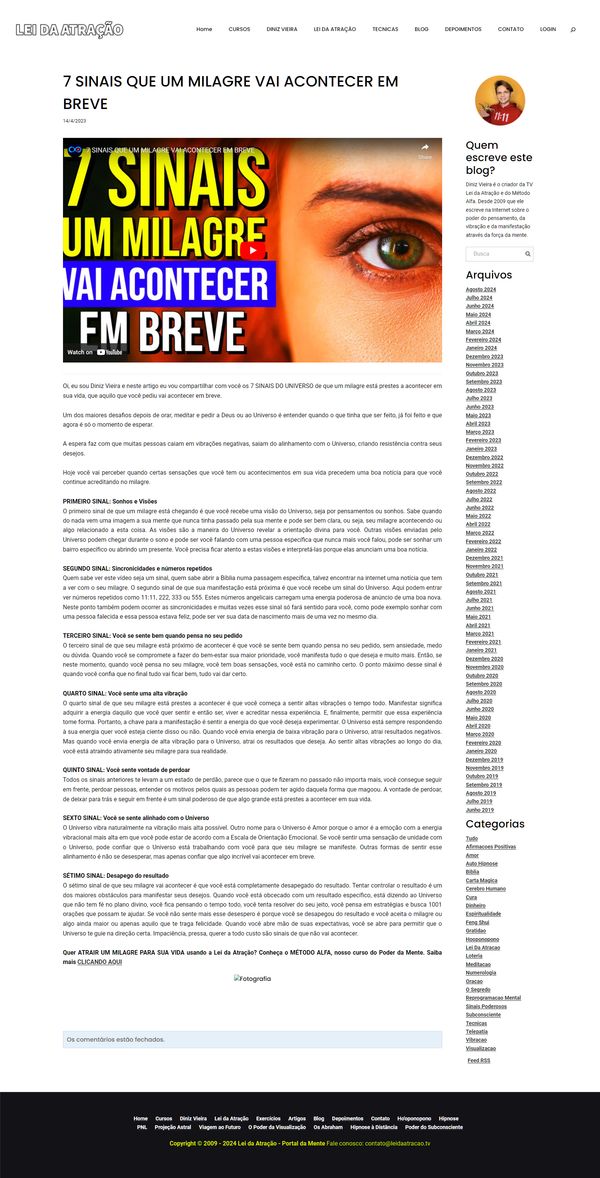 LEI DA ATRAÇÃO
Home CURSOS DINIZ VIEIRA LEI DA ATRAÇÃO TECNICAS BLOG DEPOIMENTOS CONTATO LOGIN
7 SINAIS QUE UM MILAGRE VAI ACONTECER EM
BREVE
14/4/2023
7 SINAIS QUE UM MILAGRE VAI ACONTECER EM BREVE
Share
7 SINAIS
UM MILAGRE
VAI ACONTECER
EM BREVE
Watch on YouTube
Oi, eu sou Diniz Vieira e neste artigo eu vou compartilhar com você os 7 SINAIS DO UNIVERSO de que um milagre está prestes a acontecer em
sua vida, que aquilo que você pediu vai acontecer em breve.
Um dos maiores desafios depois de orar, meditar e pedir a Deus ou ao Universo é entender quando o que tinha que ser feito, já foi feito e que
agora é só o momento de esperar.
A espera faz com que muitas pessoas caiam em vibrações negativas, saiam do alinhamento com o Universo, criando resistência contra seus
desejos.
Hoje você vai perceber quando certas sensações que você tem ou acontecimentos em sua vida precedem uma boa notícia para que você
continue acreditando no milagre.
PRIMEIRO SINAL: Sonhos e Visões
O primeiro sinal de que um milagre está chegando é que você recebe uma visão do Universo, seja por pensamentos ou sonhos. Sabe quando
do nada vem uma imagem a sua mente que nunca tinha passado pela sua mente e pode ser bem clara, ou seja, seu milagre acontecendo ou
algo relacionado a esta coisa. As visões são a maneira do Universo revelar a orientação divina para você. Outras visões enviadas pelo
Universo podem chegar durante o sono e pode ser você falando com uma pessoa específica que nunca mais você falou, pode ser sonhar um
bairro específico ou abrindo um presente. Você precisa ficar atento a estas visões e interpretá-las porque elas anunciam uma boa notícia.
SEGUNDO SINAL: Sincronicidades e números repetidos
Quem sabe ver este vídeo seja um sinal, quem sabe abrir a Bíblia numa passagem específica, talvez encontrar na internet uma notícia que tem
a ver com o seu milagre. O segundo sinal de que sua manifestação está próxima é que você recebe um sinal do Universo. Aqui podem entrar
ver números repetidos como 11:11, 222, 333 ou 555. Estes números angelicais carregam uma energia poderosa de anúncio de uma boa nova.
Neste ponto também podem ocorrer as sincronicidades e muitas vezes esse sinal só fará sentido para você, como pode exemplo sonhar com
uma pessoa falecida e essa pessoa estava feliz, pode ser ver sua data de nascimento mais de uma vez no mesmo dia.
TERCEIRO SINAL: Você se sente bem quando pensa no seu pedido
O terceiro sinal de que seu milagre está próximo de acontecer é que você se sente bem quando pensa no seu pedido, sem ansiedade, medo
ou dúvida. Quando você se compromete a fazer do bem-estar sua maior prioridade, você manifesta tudo o que deseja e muito mais. Então, se
neste momento, quando você pensa no seu milagre, você tem boas sensações, você está no caminho certo. O ponto máximo desse sinal é
quando você confia que no final tudo vai ficar bem, tudo vai dar certo.
QUARTO SINAL: Você sente uma alta vibração
O quarto sinal de que seu milagre está prestes a acontecer é que você começa a sentir altas vibrações o tempo todo. Manifestar significa
adquirir a energia daquilo que você quer sentir e então ser, viver e acreditar nessa experiência. E, finalmente, permitir que essa experiência
tome forma. Portanto, a chave para a manifestação é sentir a energia do que você deseja experimentar. O Universo está sempre respondendo
à sua energia quer você esteja ciente disso ou não. Quando você envia energia de baixa vibração para o Universo, atrai resultados negativos.
Mas quando você envia energia de alta vibração para o Universo, atrai os resultados que deseja. Ao sentir altas vibrações ao longo do dia,
você está atraindo ativamente seu milagre para sua realidade.
QUINTO SINAL: Você sente vontade de perdoar
Todos os sinais anteriores te levam a um estado de perdão, parece que o que te fizeram no passado não importa mais, você consegue seguir
em frente, perdoar pessoas, entender os motivos pelos quais as pessoas podem ter agido daquela forma que magoou. A vontade de perdoar,
de deixar para trás e seguir em frente é um sinal poderoso de que algo grande está prestes a acontecer em sua vida.
SEXTO SINAL: Você se sente alinhado com o Universo
O Universo vibra naturalmente na vibração mais alta possível. Outro nome para o Universo é Amor porque o amor é a emoção com a energia
vibracional mais alta em que você pode estar de acordo com a Escala de Orientação Emocional. Se você sentir uma sensação de unidade com
o Universo, pode confiar que o Universo está trabalhando com você para que seu milagre se manifeste. Outras formas de sentir esse
alinhamento é não se desesperar, mas apenas confiar que algo incrível vai acontecer em breve.
SÉTIMO SINAL: Desapego do resultado
O sétimo sinal de que seu milagre vai acontecer é que você está completamente desapegado do resultado. Tentar controlar o resultado é um
dos maiores obstáculos para manifestar seus desejos. Quando você está obcecado com um resultado específico, está dizendo ao Universo
que não tem fé no plano divino, você fica pensando o tempo todo, você tenta resolver do seu jeito, você pensa em estratégias e busca 1001
orações que possam te ajudar. Se você não sente mais esse desespero é porque você se desapegou do resultado e você aceita o milagre ou
algo ainda maior ou apenas aquilo que te traga felicidade. Quando você abre mão de suas expectativas, você se abre para permitir que o
Universo te guie na direção certa. Impaciência, pressa, querer a todo custo são sinais de que não vai acontecer.
Quer ATRAIR UM MILAGRE PARA SUA VIDA usando a Lei da Atração? Conheça o MÉTODO ALFA, nosso curso do Poder da Mente. Saiba
mais CLICANDO AQUI
Fotografia
Os comentários estão fechados.
11:11
Quem
escreve este
blog?
Diniz Vieira é o criador da TV
Lei da Atração e do Método
Alfa. Desde 2009 que ele
escreve na Internet sobre o
poder do pensamento, da
vibração e da manifestação
através da força da mente.
Busca
Arquivos
Agosto 2024
Julho 2024
Junho 2024
Maio 2024
Abril 2024
Março 2024
Fevereiro 2024
Janeiro 2024
Dezembro 2023
Novembro 2023
Outubro 2023
Setembro 2023
Agosto 2023
Julho 2023
Junho 2023
Maio 2023
Abril 2023
Março 2023
Fevereiro 2023
Janeiro 2023
Dezembro 2022
Novembro 2022
Outubro 2022
Setembro 2022
Agosto 2022
Julho 2022
Junho 2022
Maio 2022
Abril 2022
Março 2022
Fevereiro 2022
Janeiro 2022
Dezembro 2021
Novembro 2021
Outubro 2021
Setembro 2021
Agosto 2021
Julho 2021
Junho 2021
Maio 2021
Abril 2021
Março 2021
Fevereiro 2021
Janeiro 2021
Dezembro 2020
Novembro 2020
Outubro 2020
Setembro 2020
Agosto 2020
Julho 2020
Junho 2020
Maio 2020
Abril 2020
Março 2020
Fevereiro 2020
Janeiro 2020
Dezembro 2019
Novembro 2019
Outubro 2019
Setembro 2019
Agosto 2019
Julho 2019
Junho 2019
Categorias
Tudo
Afirmacoes Positivas
Amor
Auto Hipnose
Biblia
Carta Magica
Cerebro Humano
Cura
Dinheiro
Espiritualidade
Feng Shui
Gratidao
Hooponopono
Lei Da Atracao
Loteria
Meditacao
Numerologia
Oracao
O Segredo
Reprogramacao Mental
Sinais Poderosos
Subconsciente
Tecnicas
Telepatia
Vibracao
Visualizacao
Feed RSS
Home Cursos Diniz Vieira Lei da Atração Exercícios Artigos Blog Depoimentos Contato Ho'oponopono Hipnose
PNL Projeção Astral Viagem ao Futuro O Poder da Visualização Os Abraham Hipnose à Distância Poder do Subconsciente
Copyright © 2009 - 2024 Lei da Atração - Portal da Mente Fale conosco: contato@leidaatracao.tv